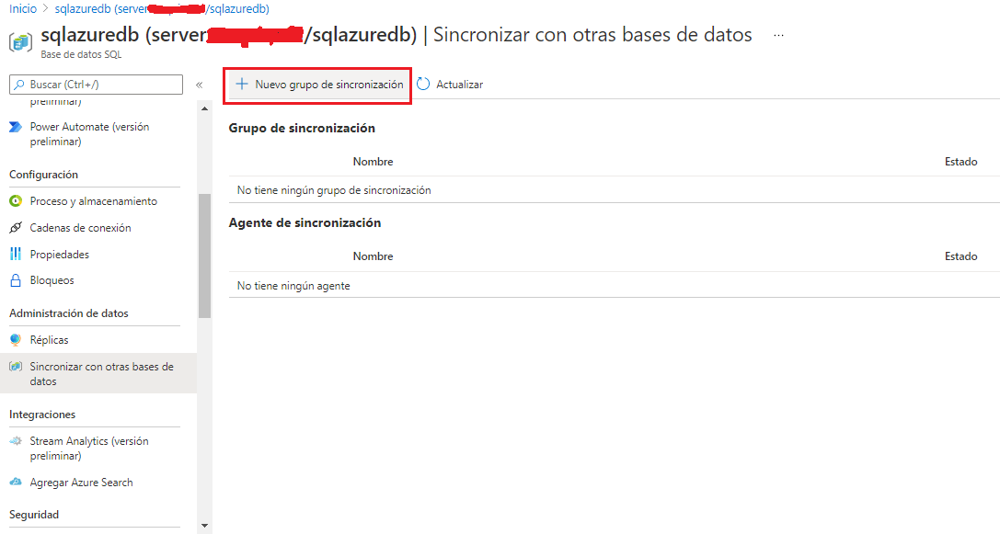 Inicio > sqlazuredb (server /sqlazuredb)
sqlazuredb (server /sqlazuredb) | Sincronizar con otras bases de datos ...
Base de datos SQL
Buscar (Ctrl+/)
«
+ Nuevo grupo de sincronización
Actualizar
preliminar)
Power Automate (versión
preliminar)
Configuración
Proceso y almacenamiento
Cadenas de conexión
Propiedades
Bloqueos
Administración de datos
Réplicas
Sincronizar con otras bases de
datos
Integraciones
Stream Analytics (versión
preliminar)
Agregar Azure Search
Seguridad
Grupo de sincronización
Nombre Estado
No tiene ningún grupo de sincronización
Agente de sincronización
Nombre Estado
No tiene ningún agente